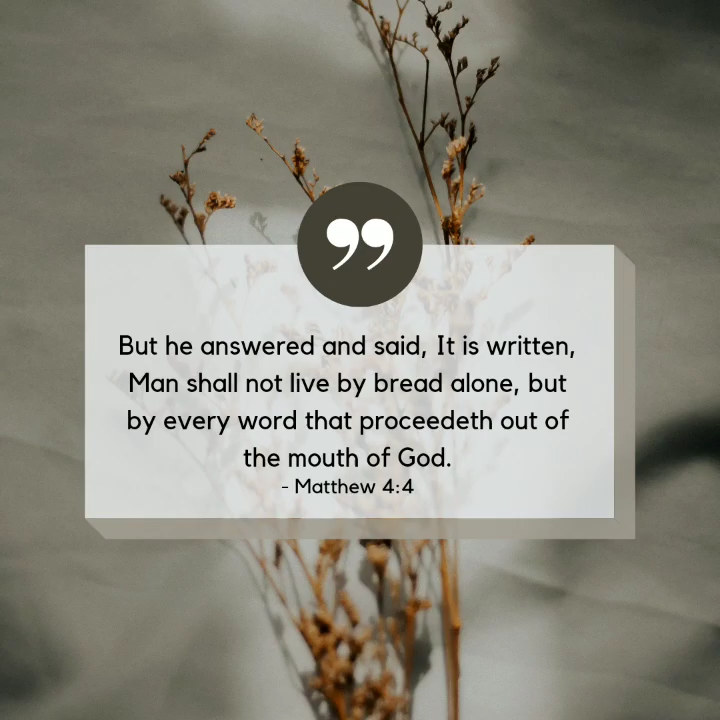 But he answered and said, It is written,
Man shall not live by bread alone, but
by every word that proceedeth out of
the mouth of God.
- Matthew 4:4